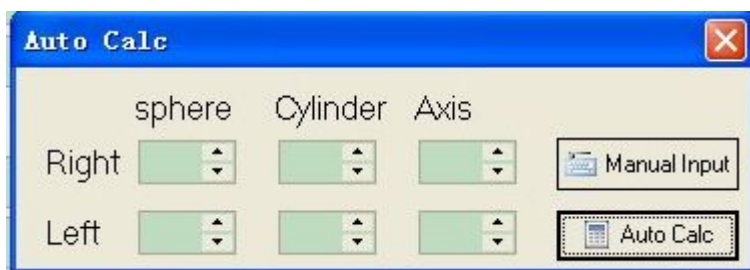 Auto Calc
sphere Cylinder Axis
Right Manual Input
Left Auto Calc